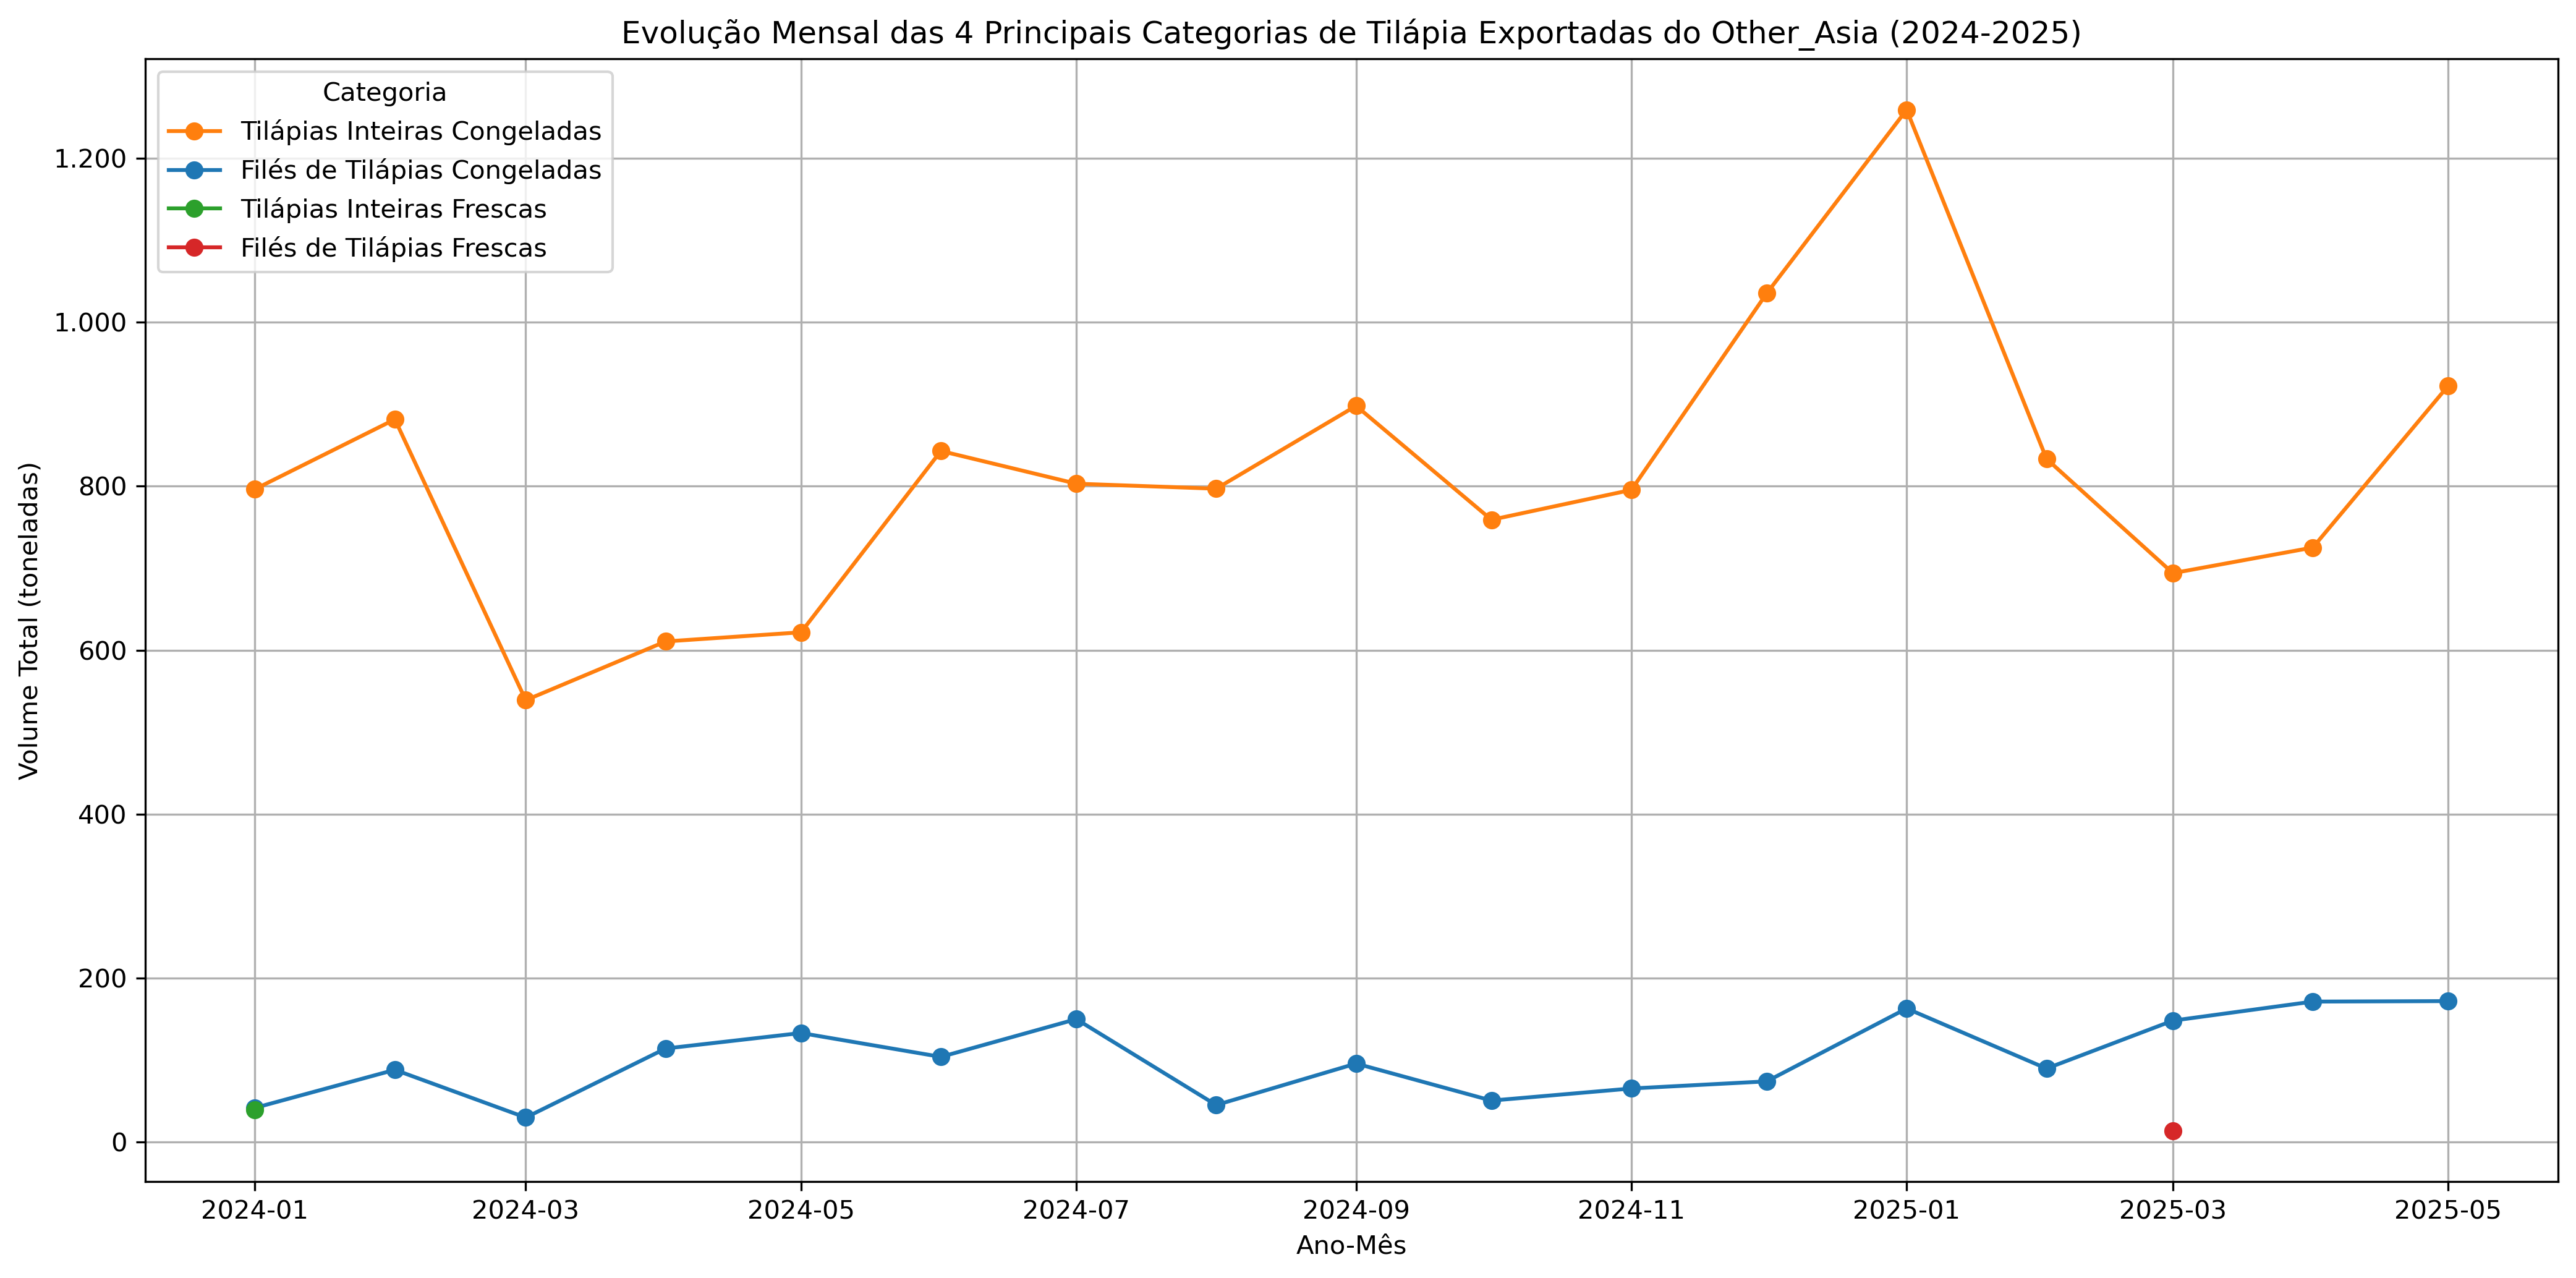 Evolução Mensal das 4 Principais Categorias de Tilápia Exportadas do Other_Asia (2024-2025)
Categoria
Tilápias Inteiras Congeladas
Filés de Tilápias Congeladas
Tilápias Inteiras Frescas
Filés de Tilápias Frescas
Volume Total (toneladas)
1.200
1.000
800
600
400
200
0
2024-01 2024-03 2024-05 2024-07 2024-09 2024-11 2025-01 2025-03 2025-05
Ano-Mês